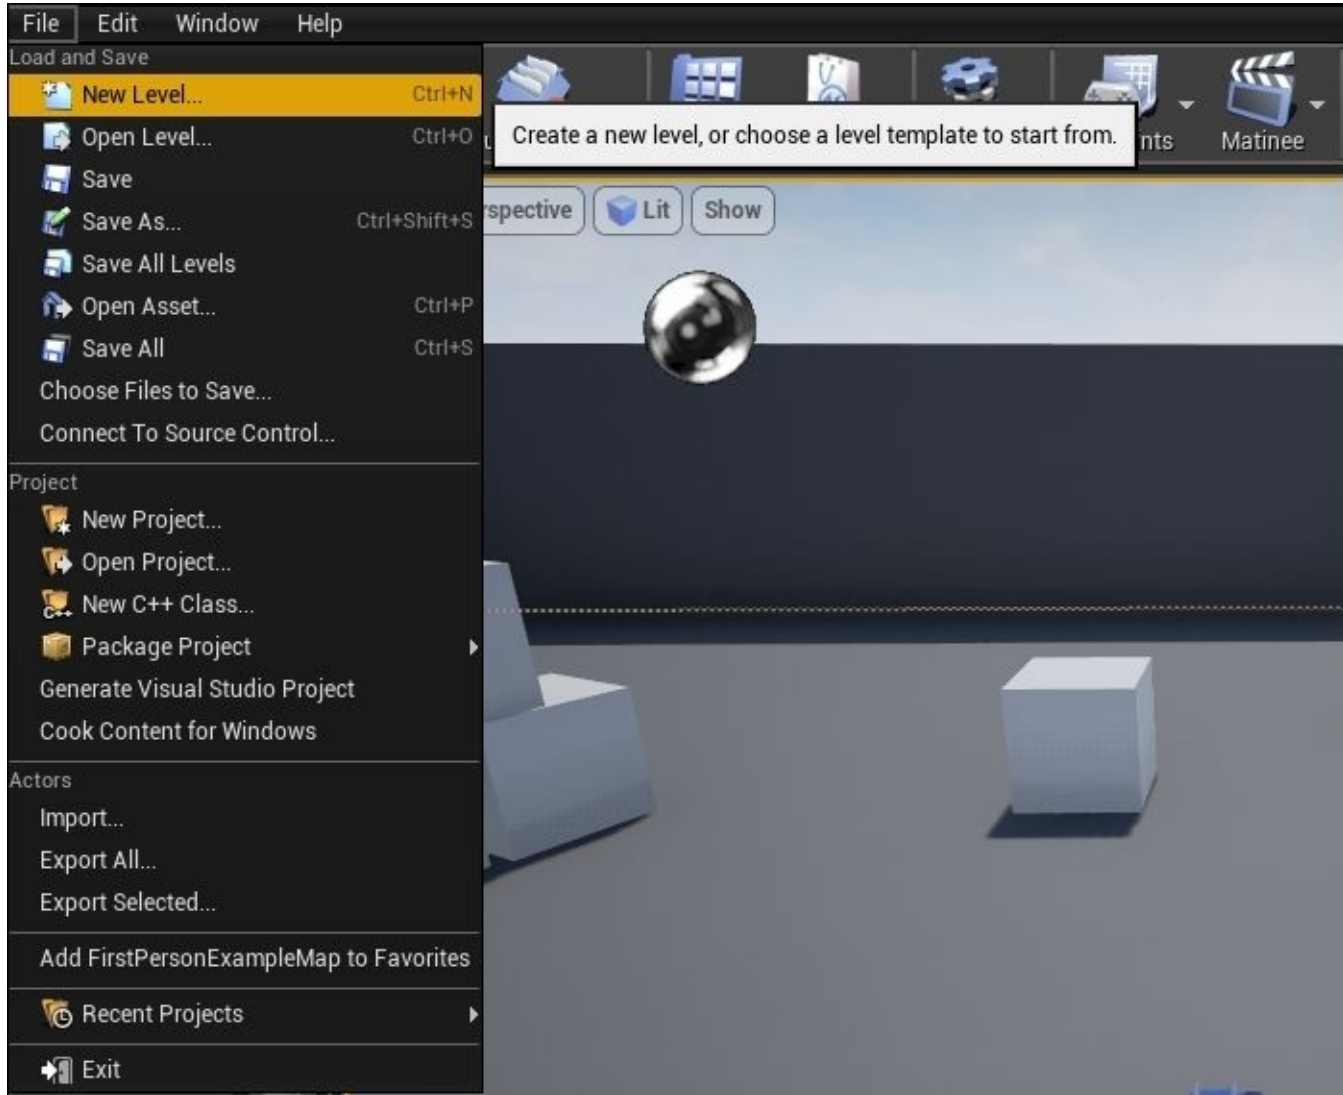 File Edit Window Help
Load and Save
New Level... Ctrl+N
Create a new level, or choose a level template to start from.
Matinee
Open Level... Ctrl+O
Save
Save As... Ctrl+Shift+S
Lit
Show
Save All Levels
Open Asset... Ctrl+P
Save All Ctrl+S
Choose Files to Save...
Connect To Source Control...
Project
New Project...
Open Project...
New C++ Class...
Package Project
Generate Visual Studio Project
Cook Content for Windows
Actors
Import...
Export All...
Export Selected...
Add FirstPersonExampleMap to Favorites
Recent Projects
Exit